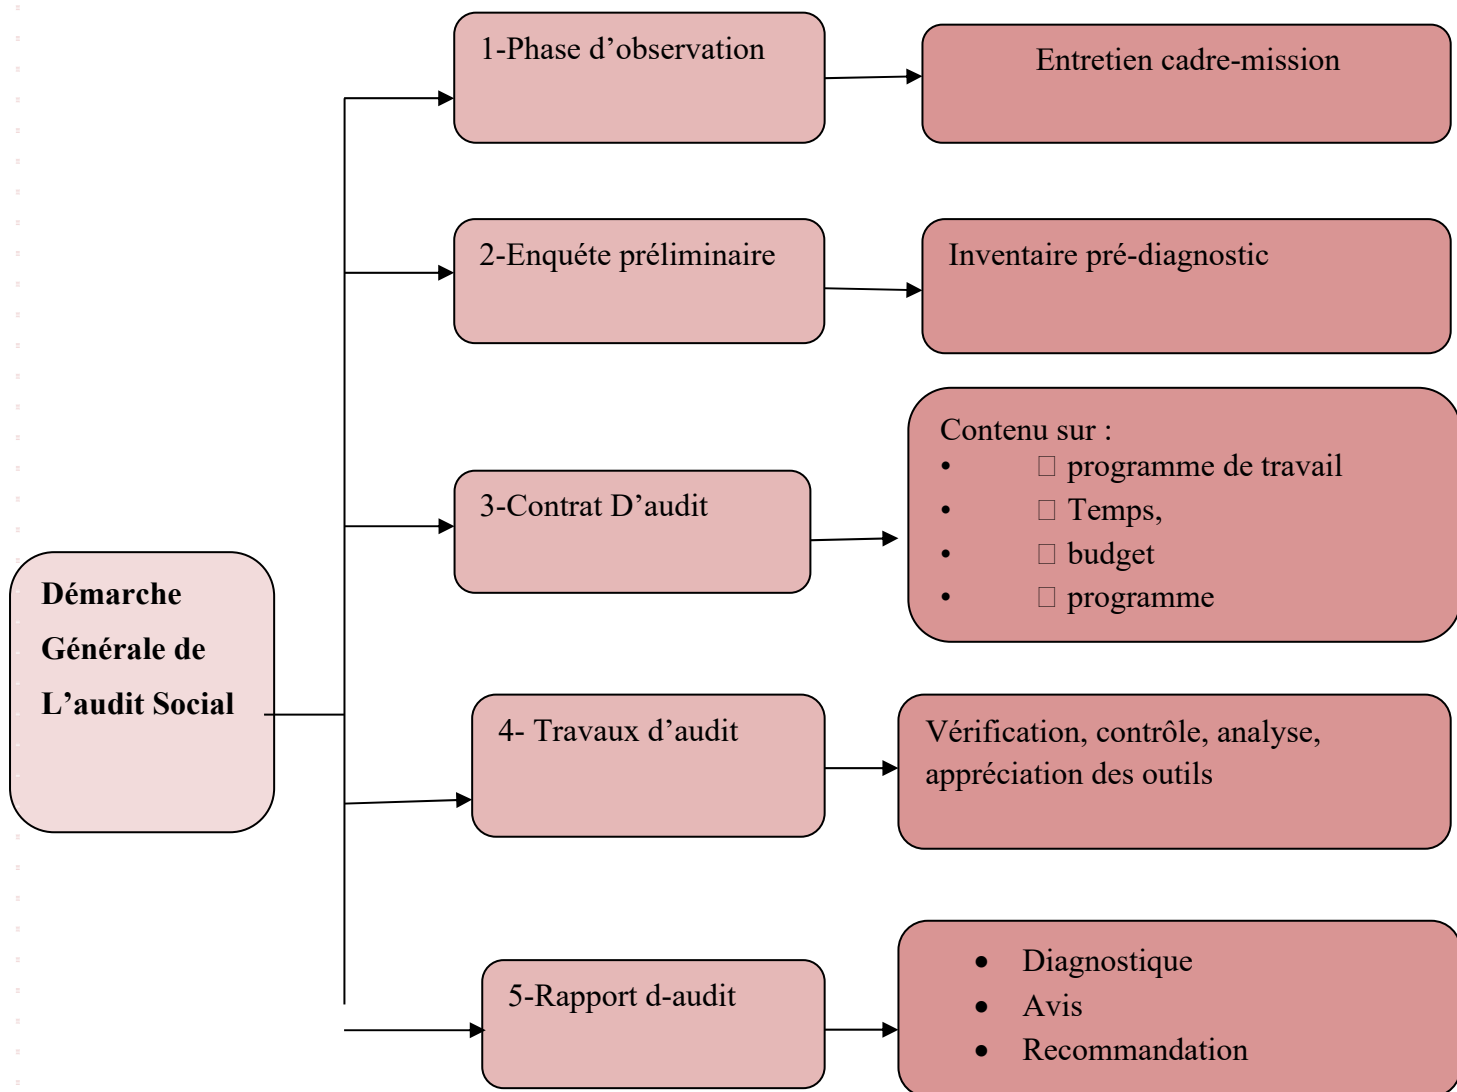 1-Phase d’observation
Entretien cadre-mission
2-Enquéte préliminaire
Inventaire pré-diagnostic
3-Contrat D’audit
Contenu sur :
• □ programme de travail
• □ Temps,
• □ budget
• □ programme
Démarche
Générale de
L’audit Social
4- Travaux d’audit
Vérification, contrôle, analyse,
appréciation des outils
5-Rapport d-audit
• Diagnostique
• Avis
• Recommandation